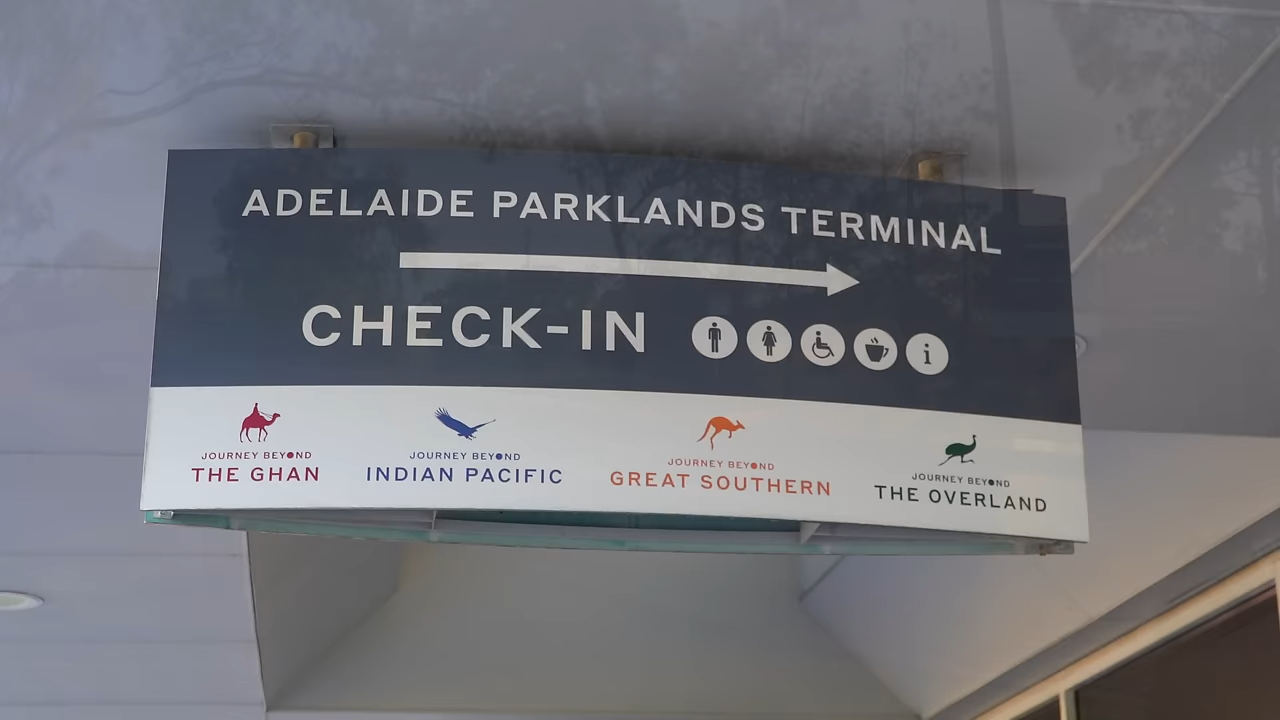 ADELAIDE PARKLANDS TERMINAL
CHECK-IN
i
JOURNEY BEYOND
THE GHAN
JOURNEY BEYOND
INDIAN PACIFIC
JOURNEY BEYOND
GREAT SOUTHERN
JOURNEY BEYOND
THE OVERLAND